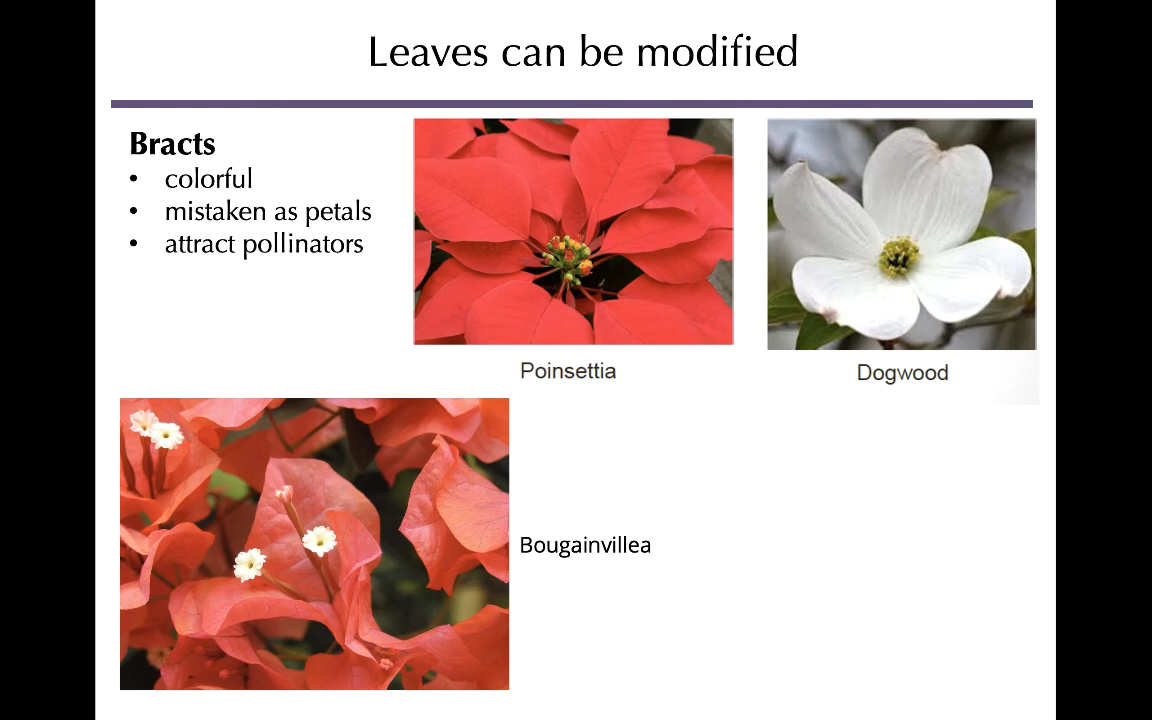 Leaves can be modified
Bracts
• colorful
• mistaken as petals
• attract pollinators
Poinsettia
Dogwood
Bougainvillea